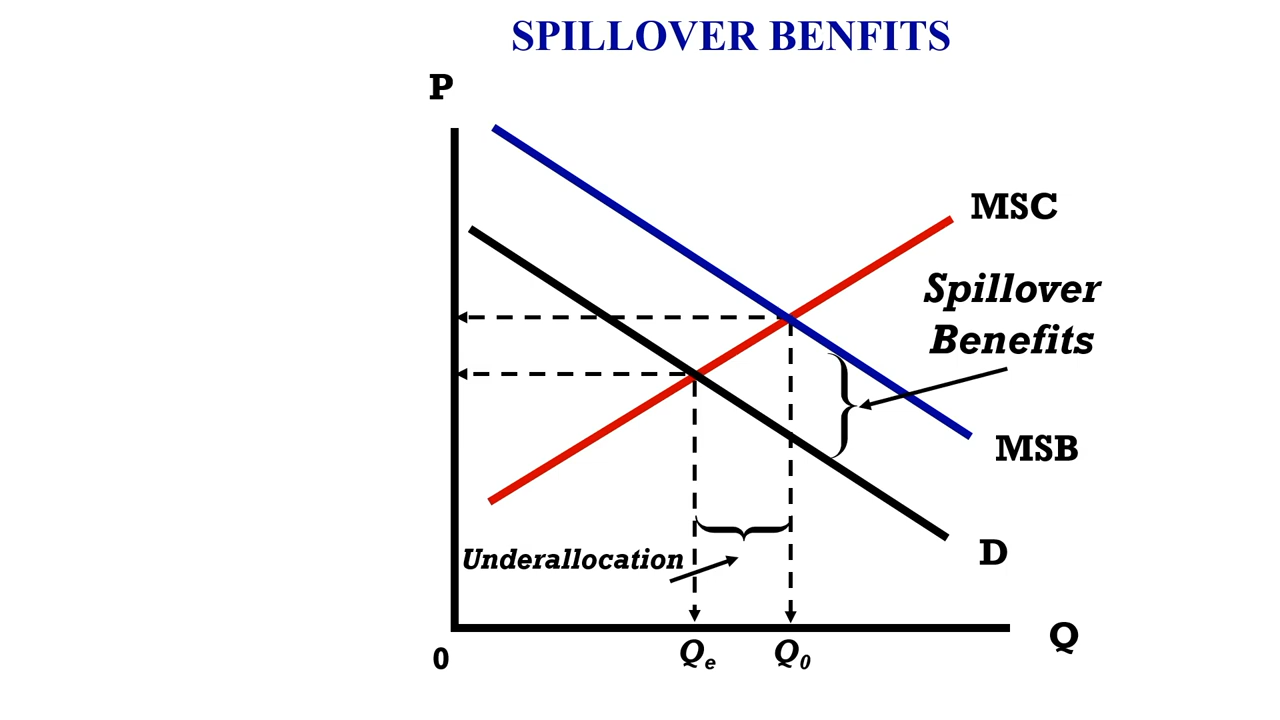 SPILLOVER BENFITS
P
MSC
Spillover
Benefits
MSB
D
Underallocation
Q
0
Qe
Q0